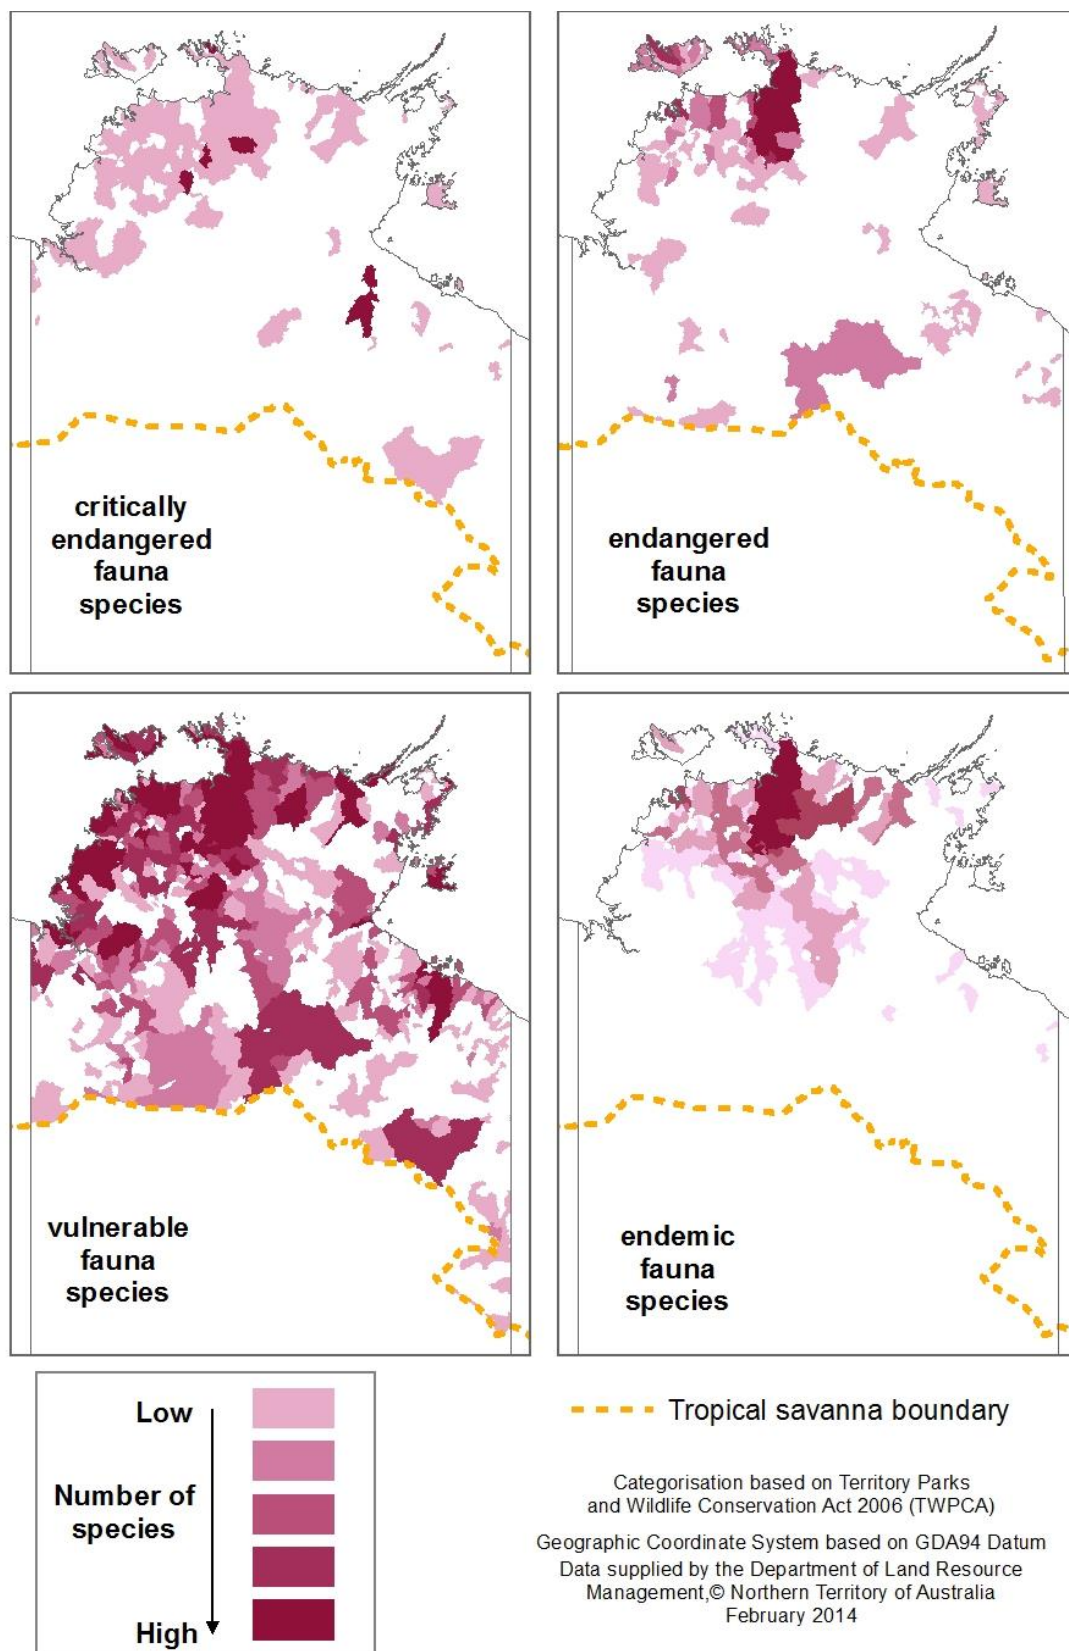 critically
endangered
fauna
species
endangered
fauna
species
vulnerable
fauna
species
endemic
fauna
species
Low
Number of
species
High
Tropical savanna boundary
Categorisation based on Territory Parks
and Wildlife Conservation Act 2006 (TWPCA)
Geographic Coordinate System based on GDA94 Datum
Data supplied by the Department of Land Resource
Management,© Northern Territory of Australia
February 2014